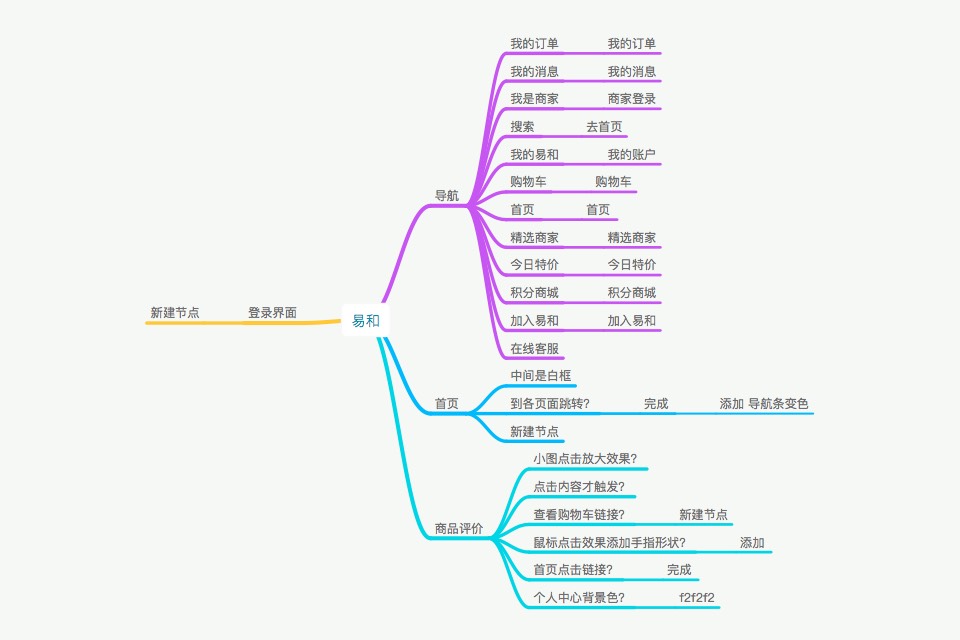 易和
导航
我的订单 我的订单
我的消息 我的消息
我是商家 商家登录
搜索 去首页
我的易和 我的账户
购物车 购物车
首页 首页
精选商家 精选商家
今日特价 今日特价
积分商城 积分商城
加入易和 加入易和
在线客服
首页
中间是白框
到各页面跳转? 完成 添加 导航条变色
新建节点
商品评价
小图点击放大效果?
点击内容才触发?
查看购物车链接? 新建节点
鼠标点击效果添加手指形状? 添加
首页点击链接? 完成
个人中心背景色? f2f2f2
登录界面
新建节点